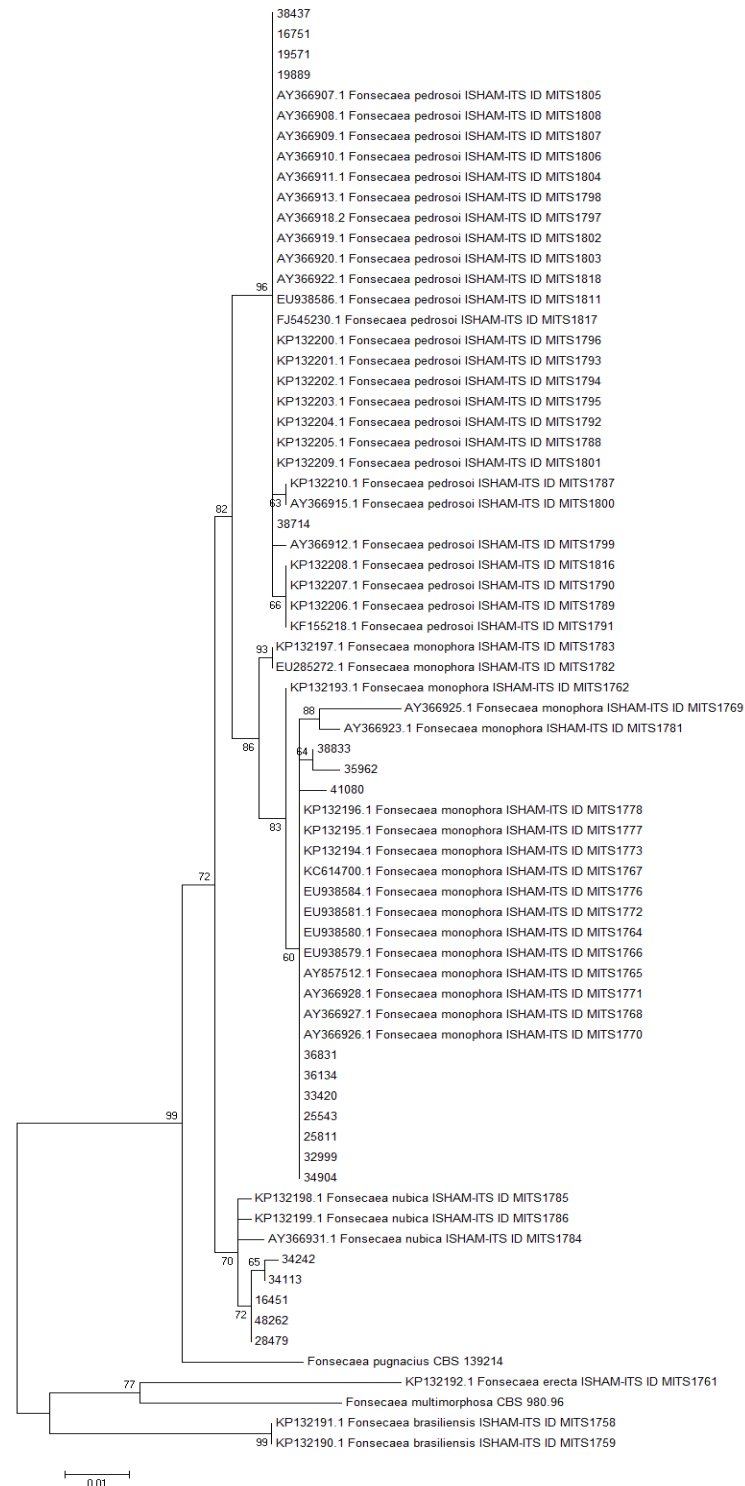 38437
16751
19571
19889
AY366907.1 Fonsecaea pedrosoi ISHAM-ITS ID MITS1805
AY366908.1 Fonsecaea pedrosoi ISHAM-ITS ID MITS1808
AY366909.1 Fonsecaea pedrosoi ISHAM-ITS ID MITS1807
AY366910.1 Fonsecaea pedrosoi ISHAM-ITS ID MITS1806
AY366911.1 Fonsecaea pedrosoi ISHAM-ITS ID MITS1804
AY366913.1 Fonsecaea pedrosoi ISHAM-ITS ID MITS1798
AY366918.2 Fonsecaea pedrosoi ISHAM-ITS ID MITS1797
AY366919.1 Fonsecaea pedrosoi ISHAM-ITS ID MITS1802
AY366920.1 Fonsecaea pedrosoi ISHAM-ITS ID MITS1803
AY366922.1 Fonsecaea pedrosoi ISHAM-ITS ID MITS1818
96
EU938586.1 Fonsecaea pedrosoi ISHAM-ITS ID MITS1811
FJ545230.1 Fonsecaea pedrosoi ISHAM-ITS ID MITS1817
KP132200.1 Fonsecaea pedrosoi ISHAM-ITS ID MITS1796
KP132201.1 Fonsecaea pedrosoi ISHAM-ITS ID MITS1793
KP132202.1 Fonsecaea pedrosoi ISHAM-ITS ID MITS1794
KP132203.1 Fonsecaea pedrosoi ISHAM-ITS ID MITS1795
KP132204.1 Fonsecaea pedrosoi ISHAM-ITS ID MITS1792
KP132205.1 Fonsecaea pedrosoi ISHAM-ITS ID MITS1788
KP132209.1 Fonsecaea pedrosoi ISHAM-ITS ID MITS1801
KP132210.1 Fonsecaea pedrosoi ISHAM-ITS ID MITS1787
63
AY366915.1 Fonsecaea pedrosoi ISHAM-ITS ID MITS1800
82
38714
AY366912.1 Fonsecaea pedrosoi ISHAM-ITS ID MITS1799
KP132208.1 Fonsecaea pedrosoi ISHAM-ITS ID MITS1816
KP132207.1 Fonsecaea pedrosoi ISHAM-ITS ID MITS1790
66
KP132206.1 Fonsecaea pedrosoi ISHAM-ITS ID MITS1789
KF155218.1 Fonsecaea pedrosoi ISHAM-ITS ID MITS1791
93
KP132197.1 Fonsecaea monophora ISHAM-ITS ID MITS1783
EU285272.1 Fonsecaea monophora ISHAM-ITS ID MITS1782
KP132193.1 Fonsecaea monophora ISHAM-ITS ID MITS1762
88
AY366925.1 Fonsecaea monophora ISHAM-ITS ID MITS1769
AY366923.1 Fonsecaea monophora ISHAM-ITS ID MITS1781
86
64
38833
35962
41080
KP132196.1 Fonsecaea monophora ISHAM-ITS ID MITS1778
83
KP132195.1 Fonsecaea monophora ISHAM-ITS ID MITS1777
KP132194.1 Fonsecaea monophora ISHAM-ITS ID MITS1773
72
KC614700.1 Fonsecaea monophora ISHAM-ITS ID MITS1767
EU938584.1 Fonsecaea monophora ISHAM-ITS ID MITS1776
EU938581.1 Fonsecaea monophora ISHAM-ITS ID MITS1772
EU938580.1 Fonsecaea monophora ISHAM-ITS ID MITS1764
60
EU938579.1 Fonsecaea monophora ISHAM-ITS ID MITS1766
AY857512.1 Fonsecaea monophora ISHAM-ITS ID MITS1765
AY366928.1 Fonsecaea monophora ISHAM-ITS ID MITS1771
AY366927.1 Fonsecaea monophora ISHAM-ITS ID MITS1768
AY366926.1 Fonsecaea monophora ISHAM-ITS ID MITS1770
36831
36134
33420
99
25543
25811
32999
34904
KP132198.1 Fonsecaea nubica ISHAM-ITS ID MITS1785
KP132199.1 Fonsecaea nubica ISHAM-ITS ID MITS1786
AY366931.1 Fonsecaea nubica ISHAM-ITS ID MITS1784
70
65
34242
34113
16451
72
48262
28479
Fonsecaea pugnacius CBS 139214
77
KP132192.1 Fonsecaea erecta ISHAM-ITS ID MITS1761
Fonsecaea multimorphosa CBS 980.96
KP132191.1 Fonsecaea brasiliensis ISHAM-ITS ID MITS1758
99
KP132190.1 Fonsecaea brasiliensis ISHAM-ITS ID MITS1759
0.01